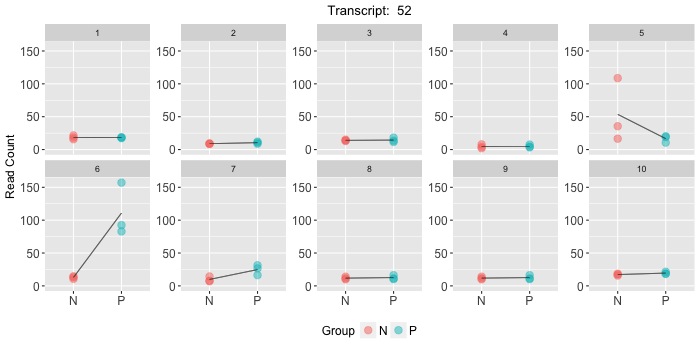 Transcript: 52
1 2 3 4 5
150 150 150 150 150
100 100 100 100 100
50 50 50 50 50
0 0 0 0 0
Read Count
6 7 8 9 10
150 150 150 150 150
100 100 100 100 100
50 50 50 50 50
0 0 0 0 0
N P N P N P N P N P
Group N P